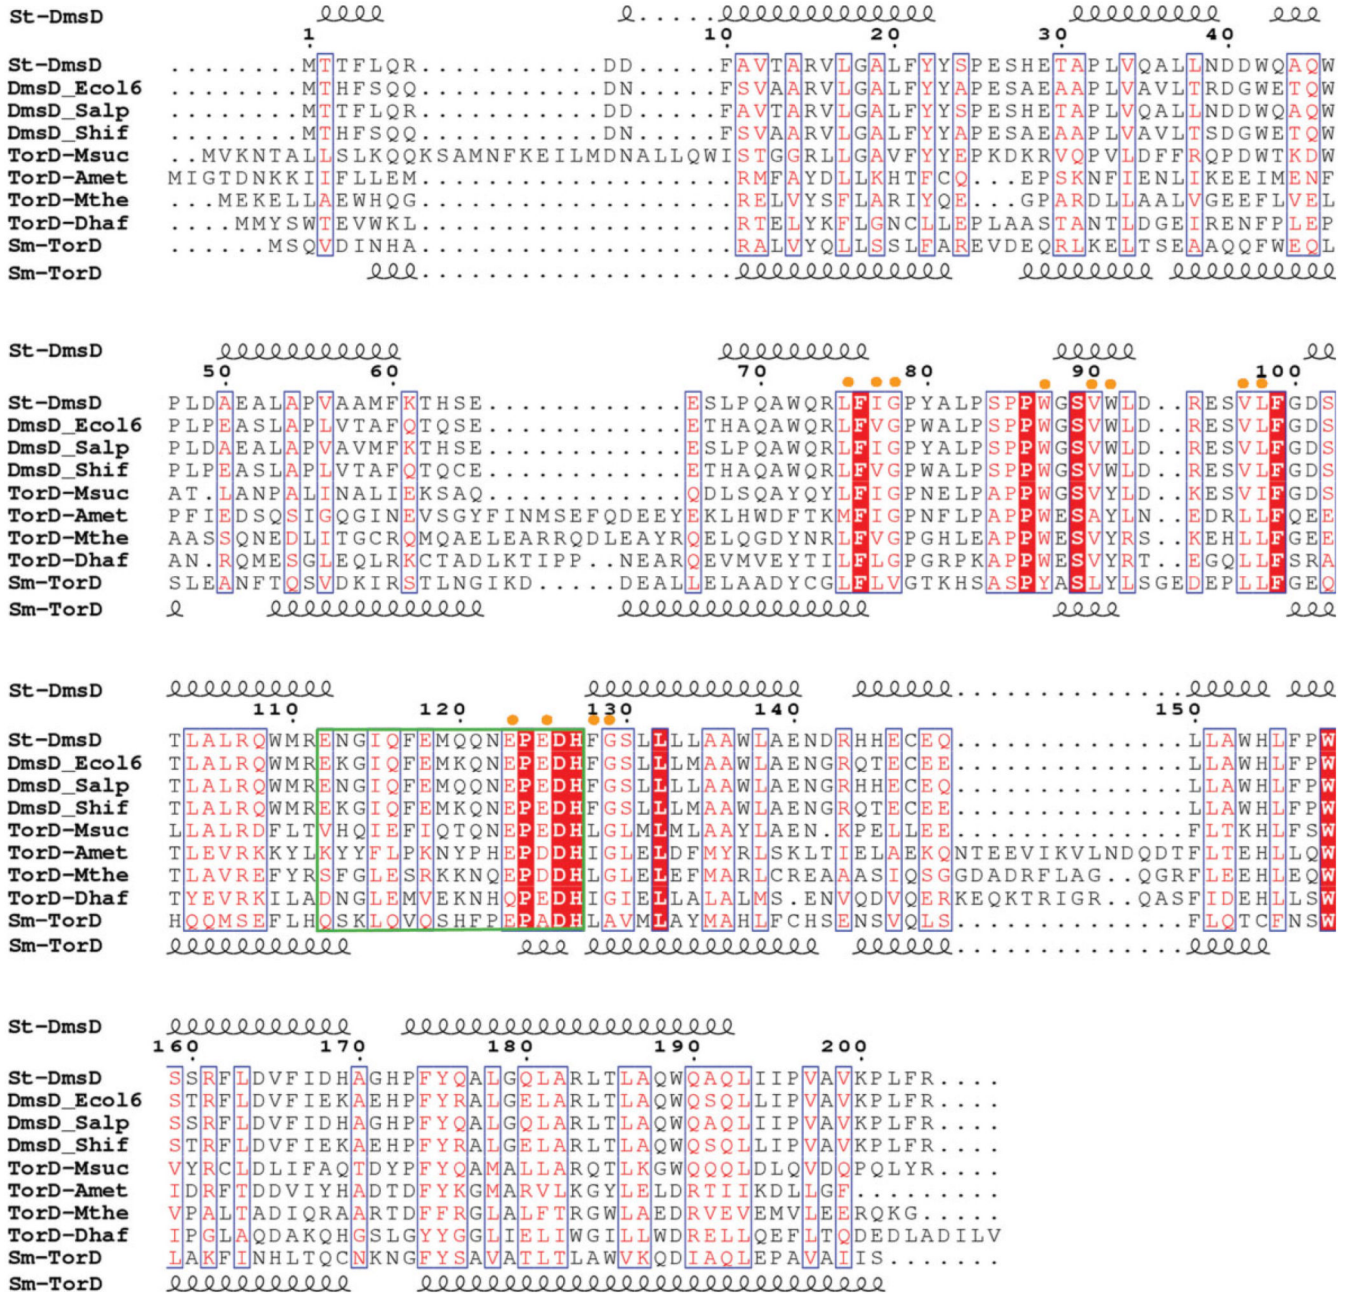 St-DmsD
1 10 20 30 40
St-DmsD ........MTTFLQR...........DD....FAVTARVLGALFYYSPESHETAPLVQALLNDDWQAQW
DmsD_Ecol6 ........MTHFSQQ...........DN....FSVAARVLGALFYYAPESAEAAPLVAVLTRDGWETQW
DmsD_Salp ........MTTFLQR...........DD....FAVTARVLGALFYYSPESHETAPLVQALLNDDWQAQW
DmsD_Shif ........MTHFSQQ...........DN....FSVAARVLGALFYYAPESAEAAPLVAVLTSDGWETQW
TorD-Msuc ..MVKNTALLSLKQQKSAMNFKEILMDNALLQWISTGGRLLGAVFYYEPKDKRVQPVLDFFRQPDWTKDW
TorD-Amet MIGTDNKKIIFLLEM...................RMFAYDLLKHTFCQ...EPSKNFIENLIKEEIMENF
TorD-Mthe ...MEKELLAEWHQG...................RELVYSFLARIYQE...GPARDLLAALVGEEFLVEL
TorD-Dhaf ....MMYSWTEVWKL...................RTELYKFLGNCLLEPLAASTANTLDGEIRENFPLEP
Sm-TorD ......MSQVDINHA...................RALVYQLLSSLFAREVDEQRLKELTSEAAQQFWEQL
Sm-TorD
St-DmsD
50 60 70 80 90 100
St-DmsD PLDAEALAPVAAMFKTHSE............ESLPQAWQRLFIGPYALPSPPWGSVWLD..RESVLFGDS
DmsD_Ecol6 PLPEASLAPLVTAFQTQSE............ETHAQAWQRLFVGPWALPSPPWGSVWLD..RESVLFGDS
DmsD_Salp PLDAEALAPVAVMFKTHSE............ESLPQAWQRLFIGPYALPSPPWGSVWLD..RESVLFGDS
DmsD_Shif PLPEASLAPLVTAFQTQCE............ETHAQAWQRLFVGPWALPSPPWGSVWLD..RESVLFGDS
TorD-Msuc AT.LANPALINALIEKSAQ............QDLSQAYQYLFIGPNELPAPPWGSVYLD..KESVIFGDS
TorD-Amet PFIEDSQSIGQGINEVSGYFINMSEFQDEEYEKLHWDFTKMFIGPNFLPAPPWESAYLN..EDRLLFQEE
TorD-Mthe AASSQNEDLITGCRQMQAELEARRQDLEAYRQELQGDYNRLFVGPGHLEAPPWESVYRS..KEHLLFGEE
TorD-Dhaf AN.RQMESGLEQLRKCTADLKTIPP..NEARQEVMVEYTILFLGPGRKPAPPWESVYRT..EGQLLFSRA
Sm-TorD SLEANFTQSVDKIRSTLNGIKD.....DEALLELAADYCGLFLVGTKHSASPYASLYLSGEDEPLLFGEQ
Sm-TorD
St-DmsD
110 120 130 140 150
St-DmsD TLALRQWMRENGIQFEMQQNEPEDHFGSLLLLAAWLAENDRHHECEQ..............LLAWHLFPW
DmsD_Ecol6 TLALRQWMREKGIQFEMKQNEPEDHFGSLLLMAAWLAENGRQTECEE..............LLAWHLFPW
DmsD_Salp TLALRQWMRENGIQFEMQQNEPEDHFGSLLLLAAWLAENGRHHECEQ..............LLAWHLFPW
DmsD_Shif TLALRQWMREKGIQFEMKQNEPEDHFGSLLLMAAWLAENGRQTECEE..............LLAWHLFPW
TorD-Msuc LLALRDFLTVHQIEFIQTQNEPEDHLGLMLMLAAYLAEN.KPELLEE..............FLTKHLFSW
TorD-Amet TLEVRKKYLKYYFLPKNYPHEPDDHIGLELDFMYRLSKLTIELAEKQNTEEVIKVLNDQDTFLTEHLLQW
TorD-Mthe TLAVREFYRSFGLESRKKNQEPDDHLGLELEFMARLCREAAASIQSGGDADRFLAG..QGRFLEEHLEQW
TorD-Dhaf TYEVRKILADNGLEMVEKNHQPDDHIGIELALALMS.ENVQDVQERKEQKTRIGR..QASFIDEHLLSW
Sm-TorD HQQMSEFLHQSKLQVQSHFPEPADHLAVMLAYMAHLFCHSENSVQLS..............FLQTCFNSW
Sm-TorD
St-DmsD
160 170 180 190 200
St-DmsD SSRFLDVFIDHAGHPFYQALGQLARLTLAQWQAQLIIPVAVKPLFR....
DmsD_Ecol6 STRFLDVFIEKAEHPFYRALGELARLTLAQWQSQLLIPVAVKPLFR....
DmsD_Salp SSRFLDVFIDHAGHPFYQALGQLAQLTLAQWQAQLIIPVAVKPLFR....
DmsD_Shif STRFLDVFIEKAEHPFYRALGELARLTLAQWQSQLLIPVAVKPLFR....
TorD-Msuc VYRCLDLIFAQTDYPFYQAMALLARQTLKGWQQQLDLQVDQPQLYR....
TorD-Amet IDRFTDDVIYHADTDFYKGMARVLKGYLELDRTIIKDLLGF.........
TorD-Mthe VPALTADIQRAARTDFFRGLALFTRGWLAEDRVEVEMVLEERQKG.....
TorD-Dhaf IPGLAQDAKQHGSLGYYGGLIELIWGILLWDRELLQEFLTQDEDLADILV
Sm-TorD LAKFINHLTQCNKNGFYSAVATLTLAWVKQDIAQLEPAVAIIS.......
Sm-TorD